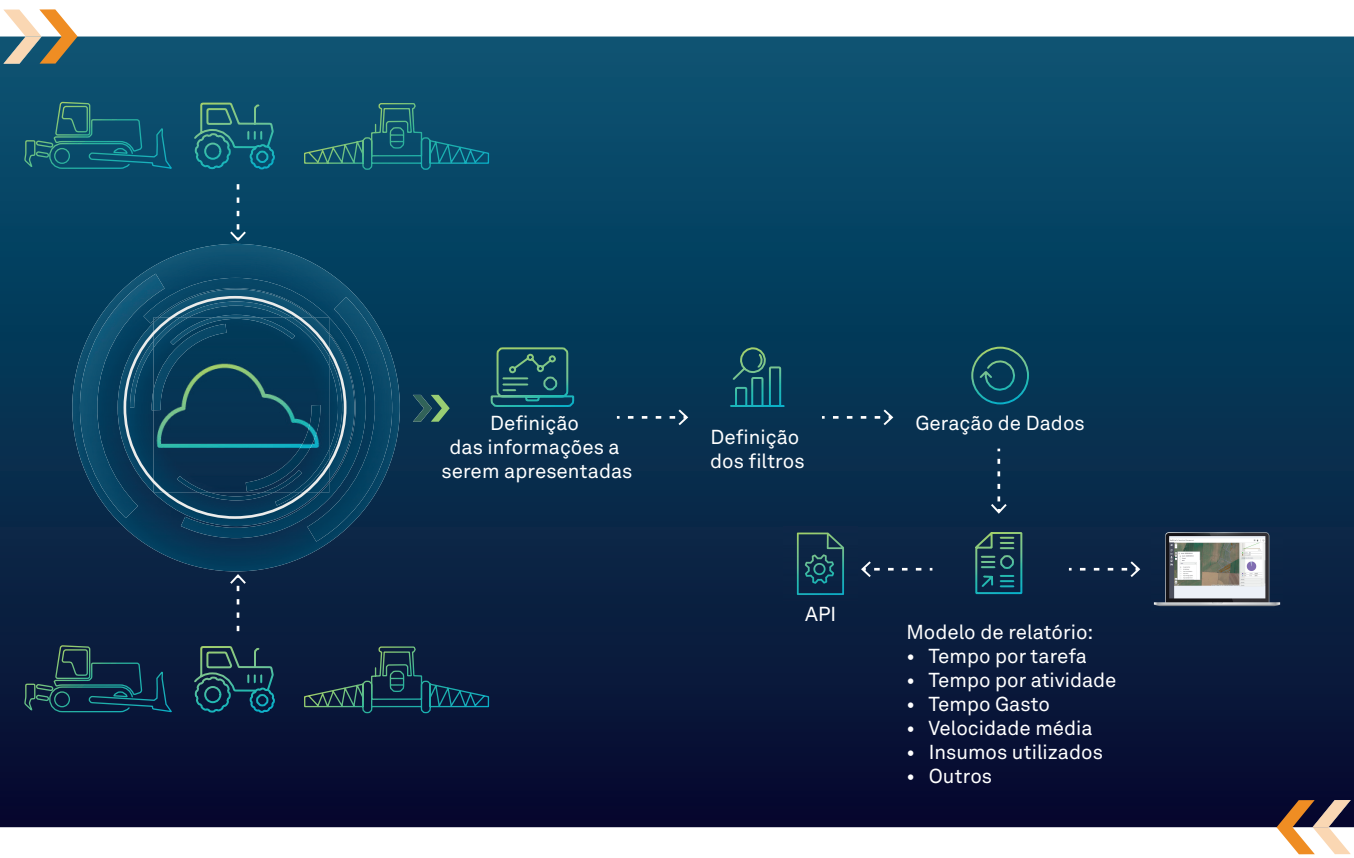 Definição
das informações a
serem apresentadas
Definição
dos filtros
Geração de Dados
API
Modelo de relatório:
• Tempo por tarefa
• Tempo por atividade
• Tempo Gasto
• Velocidade média
• Insumos utilizados
• Outros